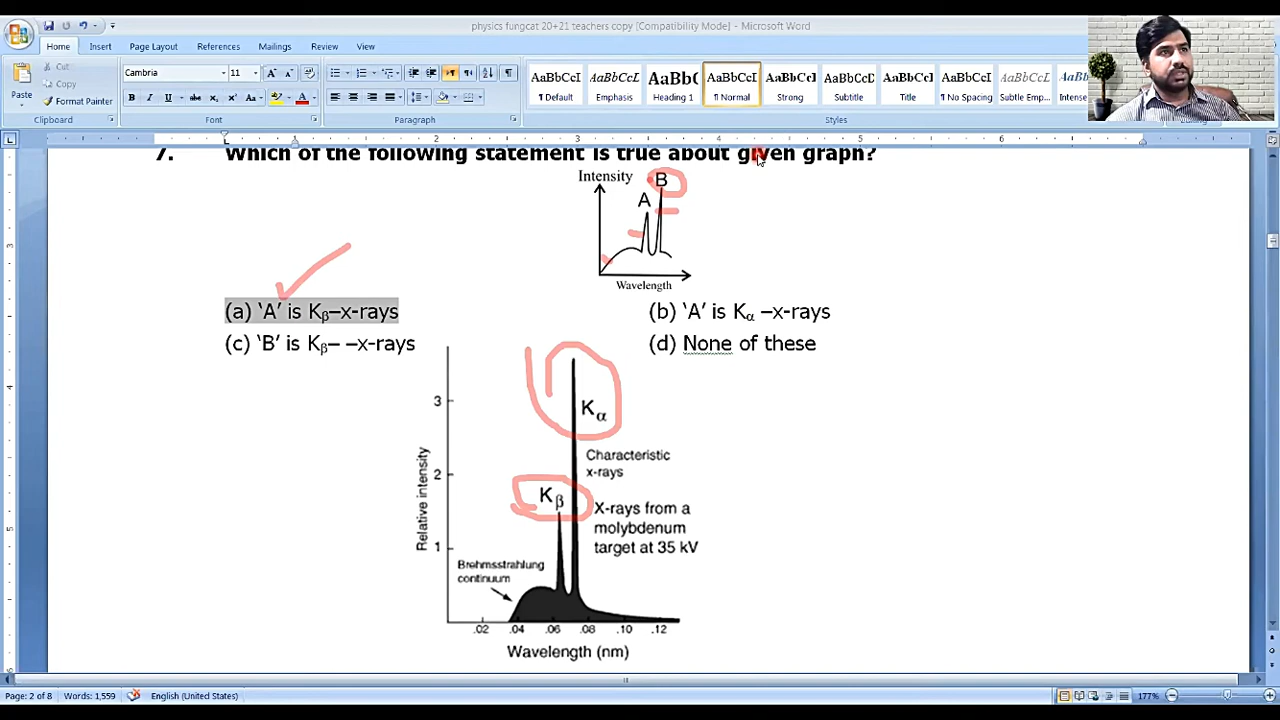 physics fungcat 20+21 teachers copy [Compatibility Mode] - Microsoft Word
Home Insert Page Layout References Mailings Review View
Cut
Copy
Format Painter
Paste
Clipboard
Cambria 11
Font
Paragraph
AaBbCcI AaBbCcL AaBbC AaBbCcI AaBbCcI AaBbCcD AaBbCcI AaBbCcI AaBbCcI
Default Emphasis Heading 1 ¶ Normal Strong Subtitle Title ¶ No Spacing Subtle Emp... Intense
Styles
7. Which of the following statement is true about given graph?
Intensity
B
A
Wavelength
(a) ‘A’ is Kβ–x-rays (b) ‘A’ is Kα –x-rays
(c) ‘B’ is Kβ– –x-rays (d) None of these
Kα
Characteristic
x-rays
Kβ
X-rays from a
molybdenum
target at 35 kV
Brehmsstrahlung
continuum
Relative intensity
3
2
1
.02 .04 .06 .08 .10 .12
Wavelength (nm)
Page: 2 of 8 Words: 1,559 English (United States) 177%